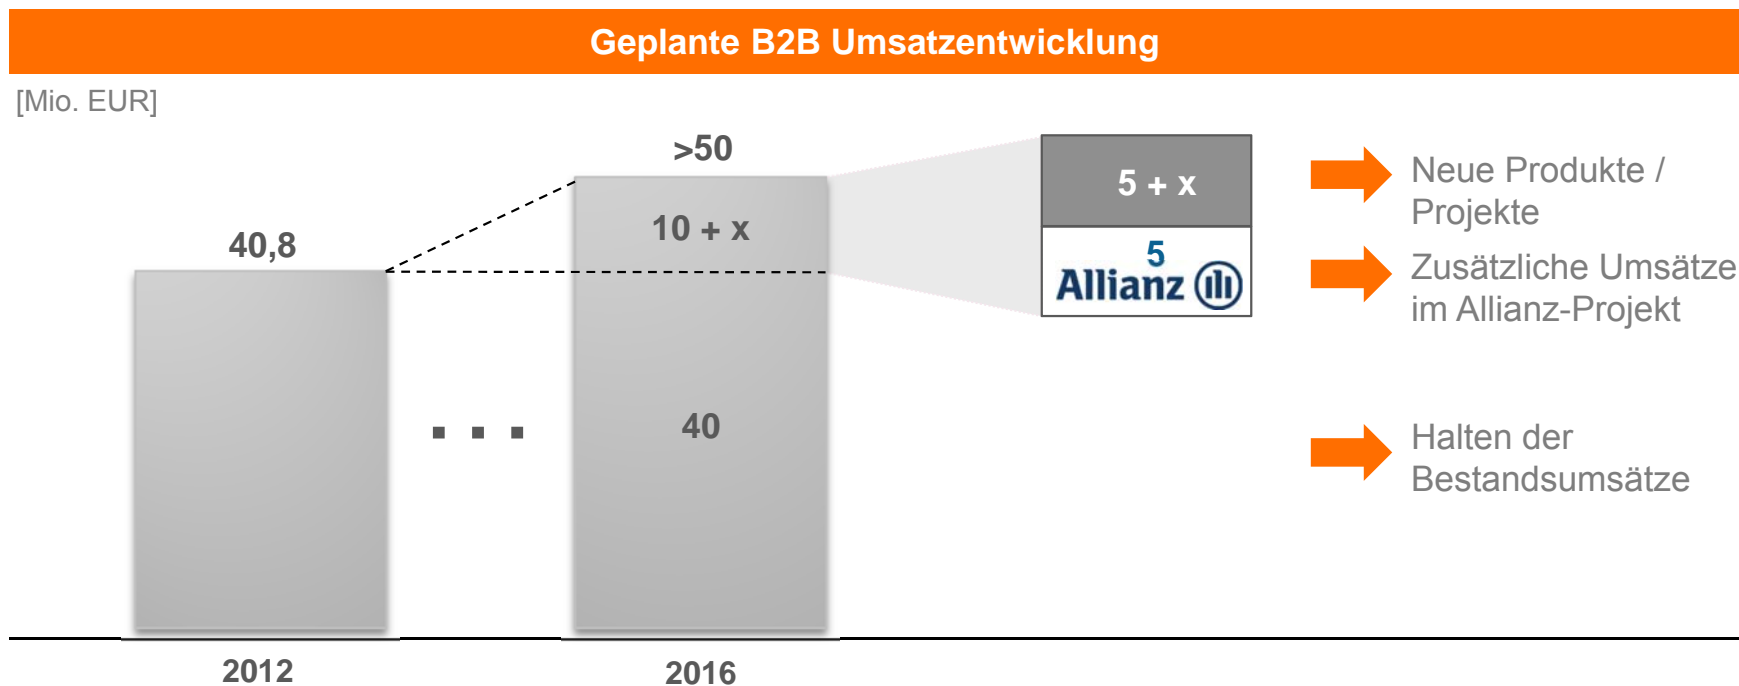 Geplante B2B Umsatzentwicklung
[Mio. EUR]
>50
40,8
10 + x
40
5 + x
5
Allianz
Neue Produkte /
Projekte
Zusätzliche Umsätze
im Allianz-Projekt
Halten der
Bestandsumsätze
. . .
2012
2016